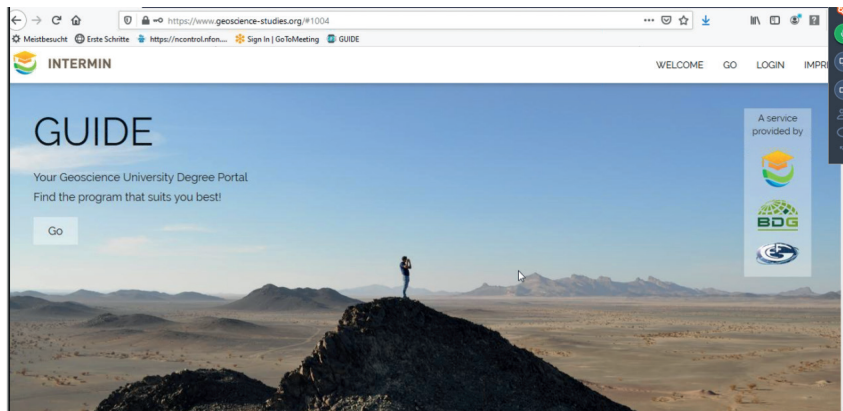 https://www.geoscience-studies.org/#1004
Meistbesucht Erste Schritte https://ncontrol.nfon.... Sign In | GoToMeeting GUIDE
INTERMIN WELCOME GO LOGIN IMPRI
GUIDE
A service
provided by
Your Geoscience University Degree Portal
Find the program that suits you best!
Go
BDG